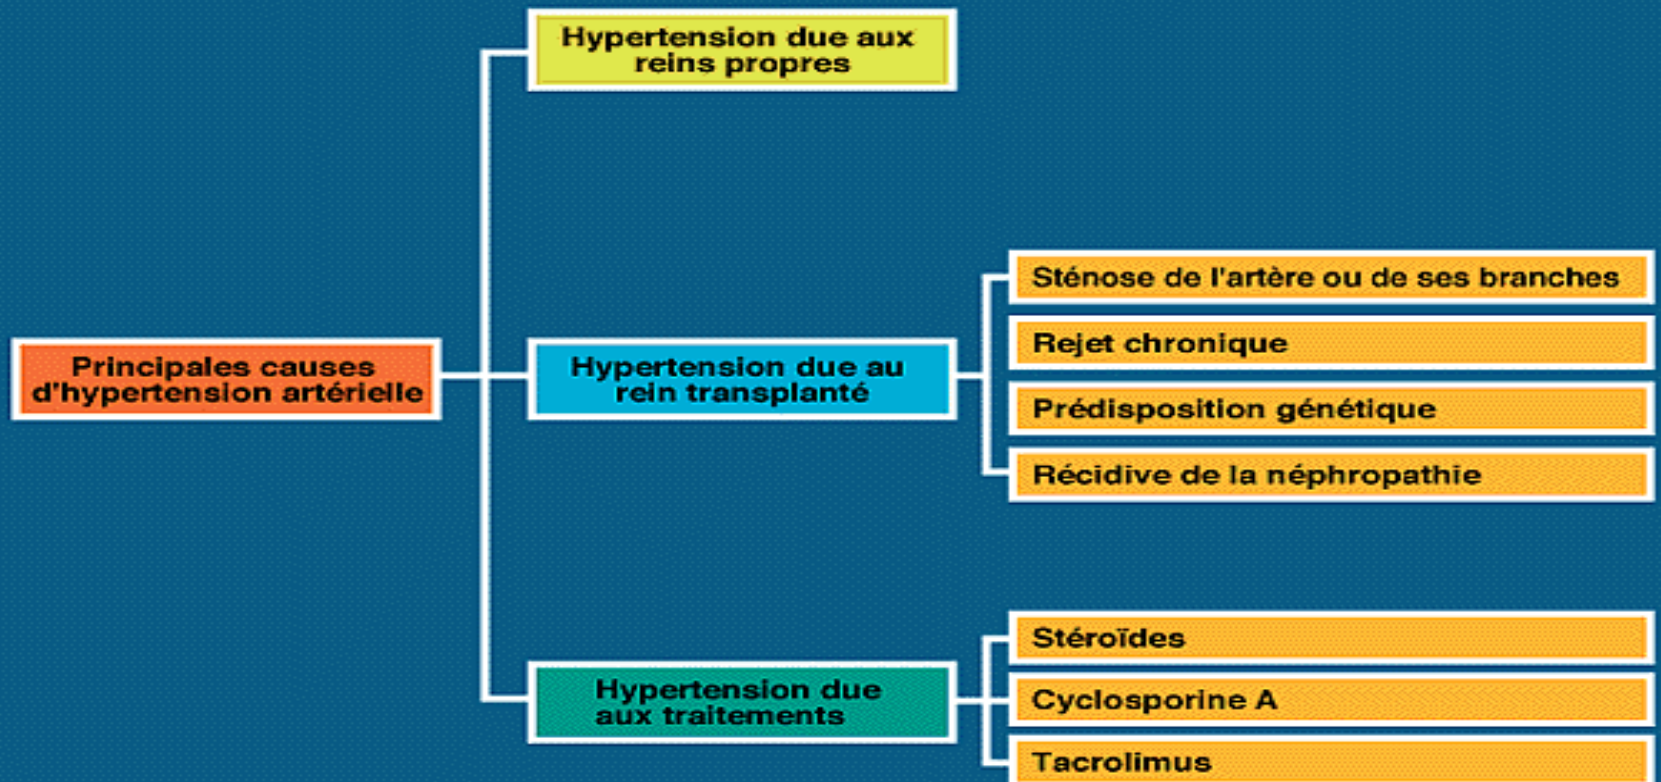 Hypertension due aux
reins propres
Principales causes
d'hypertension artérielle
Hypertension due au
rein transplanté
Sténose de l'artère ou de ses branches
Rejet chronique
Prédisposition génétique
Récidive de la néphropathie
Hypertension due
aux traitements
Stéroïdes
Cyclosporine A
Tacrolimus